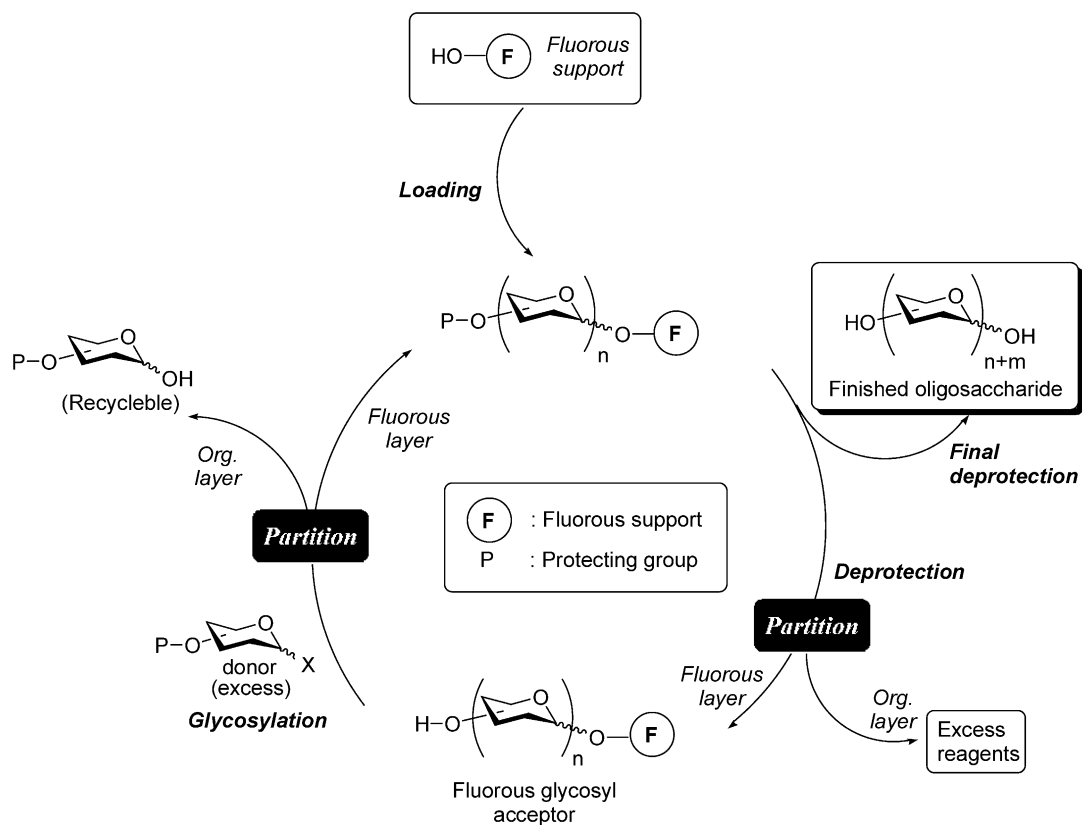 HO
F
Fluorous
support
Loading
P
O
O
n
O
F
HO
O
OH
n+m
Finished oligosaccharide
Final
deprotection
P
O
O
OH
(Recycleble)
Org.
layer
Fluorous
layer
Partition
F : Fluorous support
P : Protecting group
Deprotection
Partition
Fluorous
layer
Org.
layer
Excess
reagents
P
O
O
X
donor
(excess)
Glycosylation
H
O
O
n
O
F
Fluorous glycosyl
acceptor